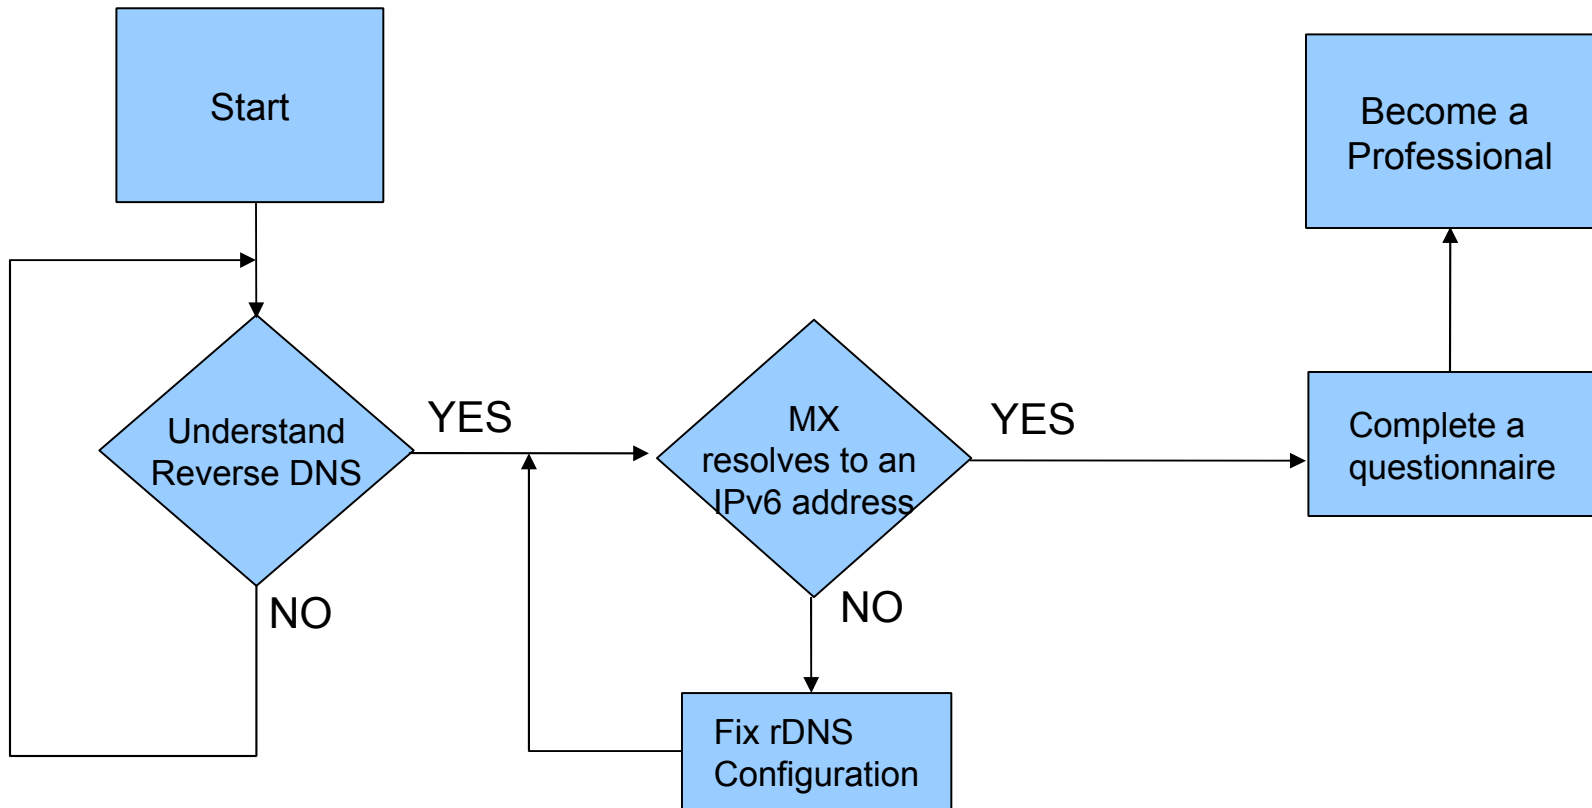 Start
Understand
Reverse DNS
YES
NO
MX
resolves to an
IPv6 address
YES
NO
Fix rDNS
Configuration
Complete a
questionnaire
Become a
Professional